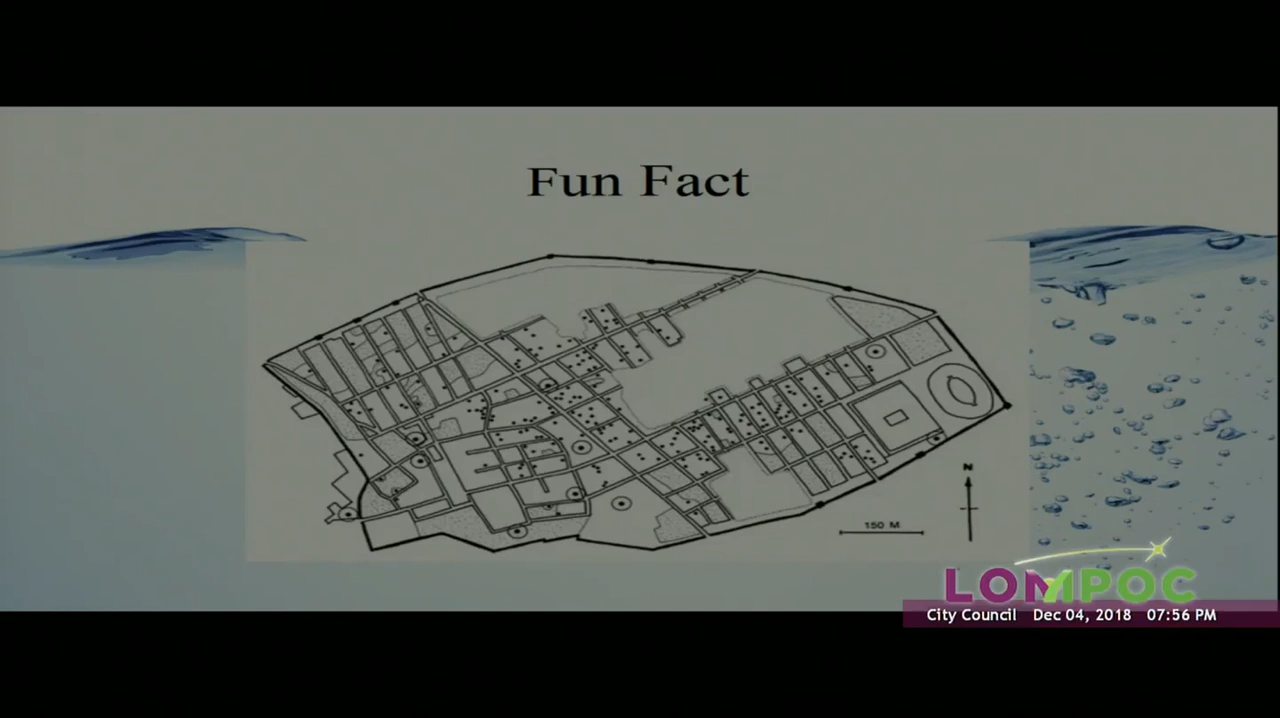 Fun Fact
N
150 M.
LOMPOC
City Council Dec 04, 2018 07:56 PM